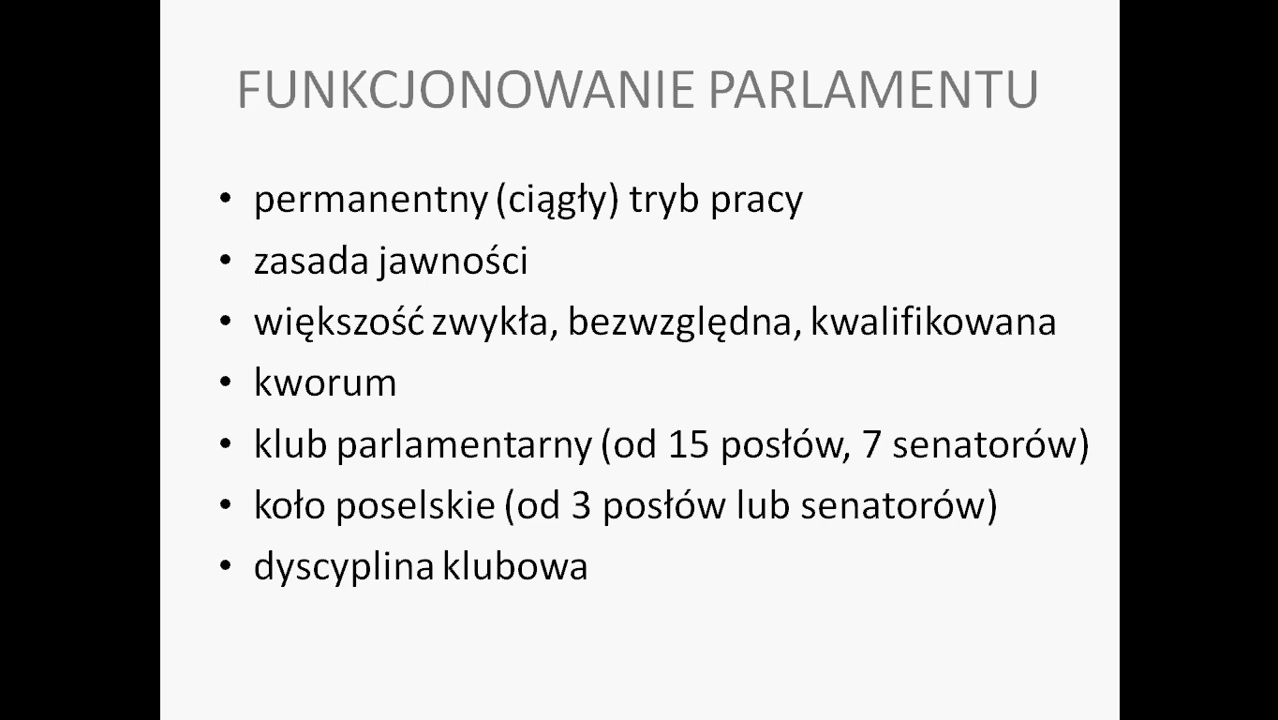 FUNKCJONOWANIE PARLAMENTU
• permanentny (ciągły) tryb pracy
• zasada jawności
• większość zwykła, bezwzględna, kwalifikowana
• kworum
• klub parlamentarny (od 15 posłów, 7 senatorów)
• koło poselskie (od 3 posłów lub senatorów)
• dyscyplina klubowa